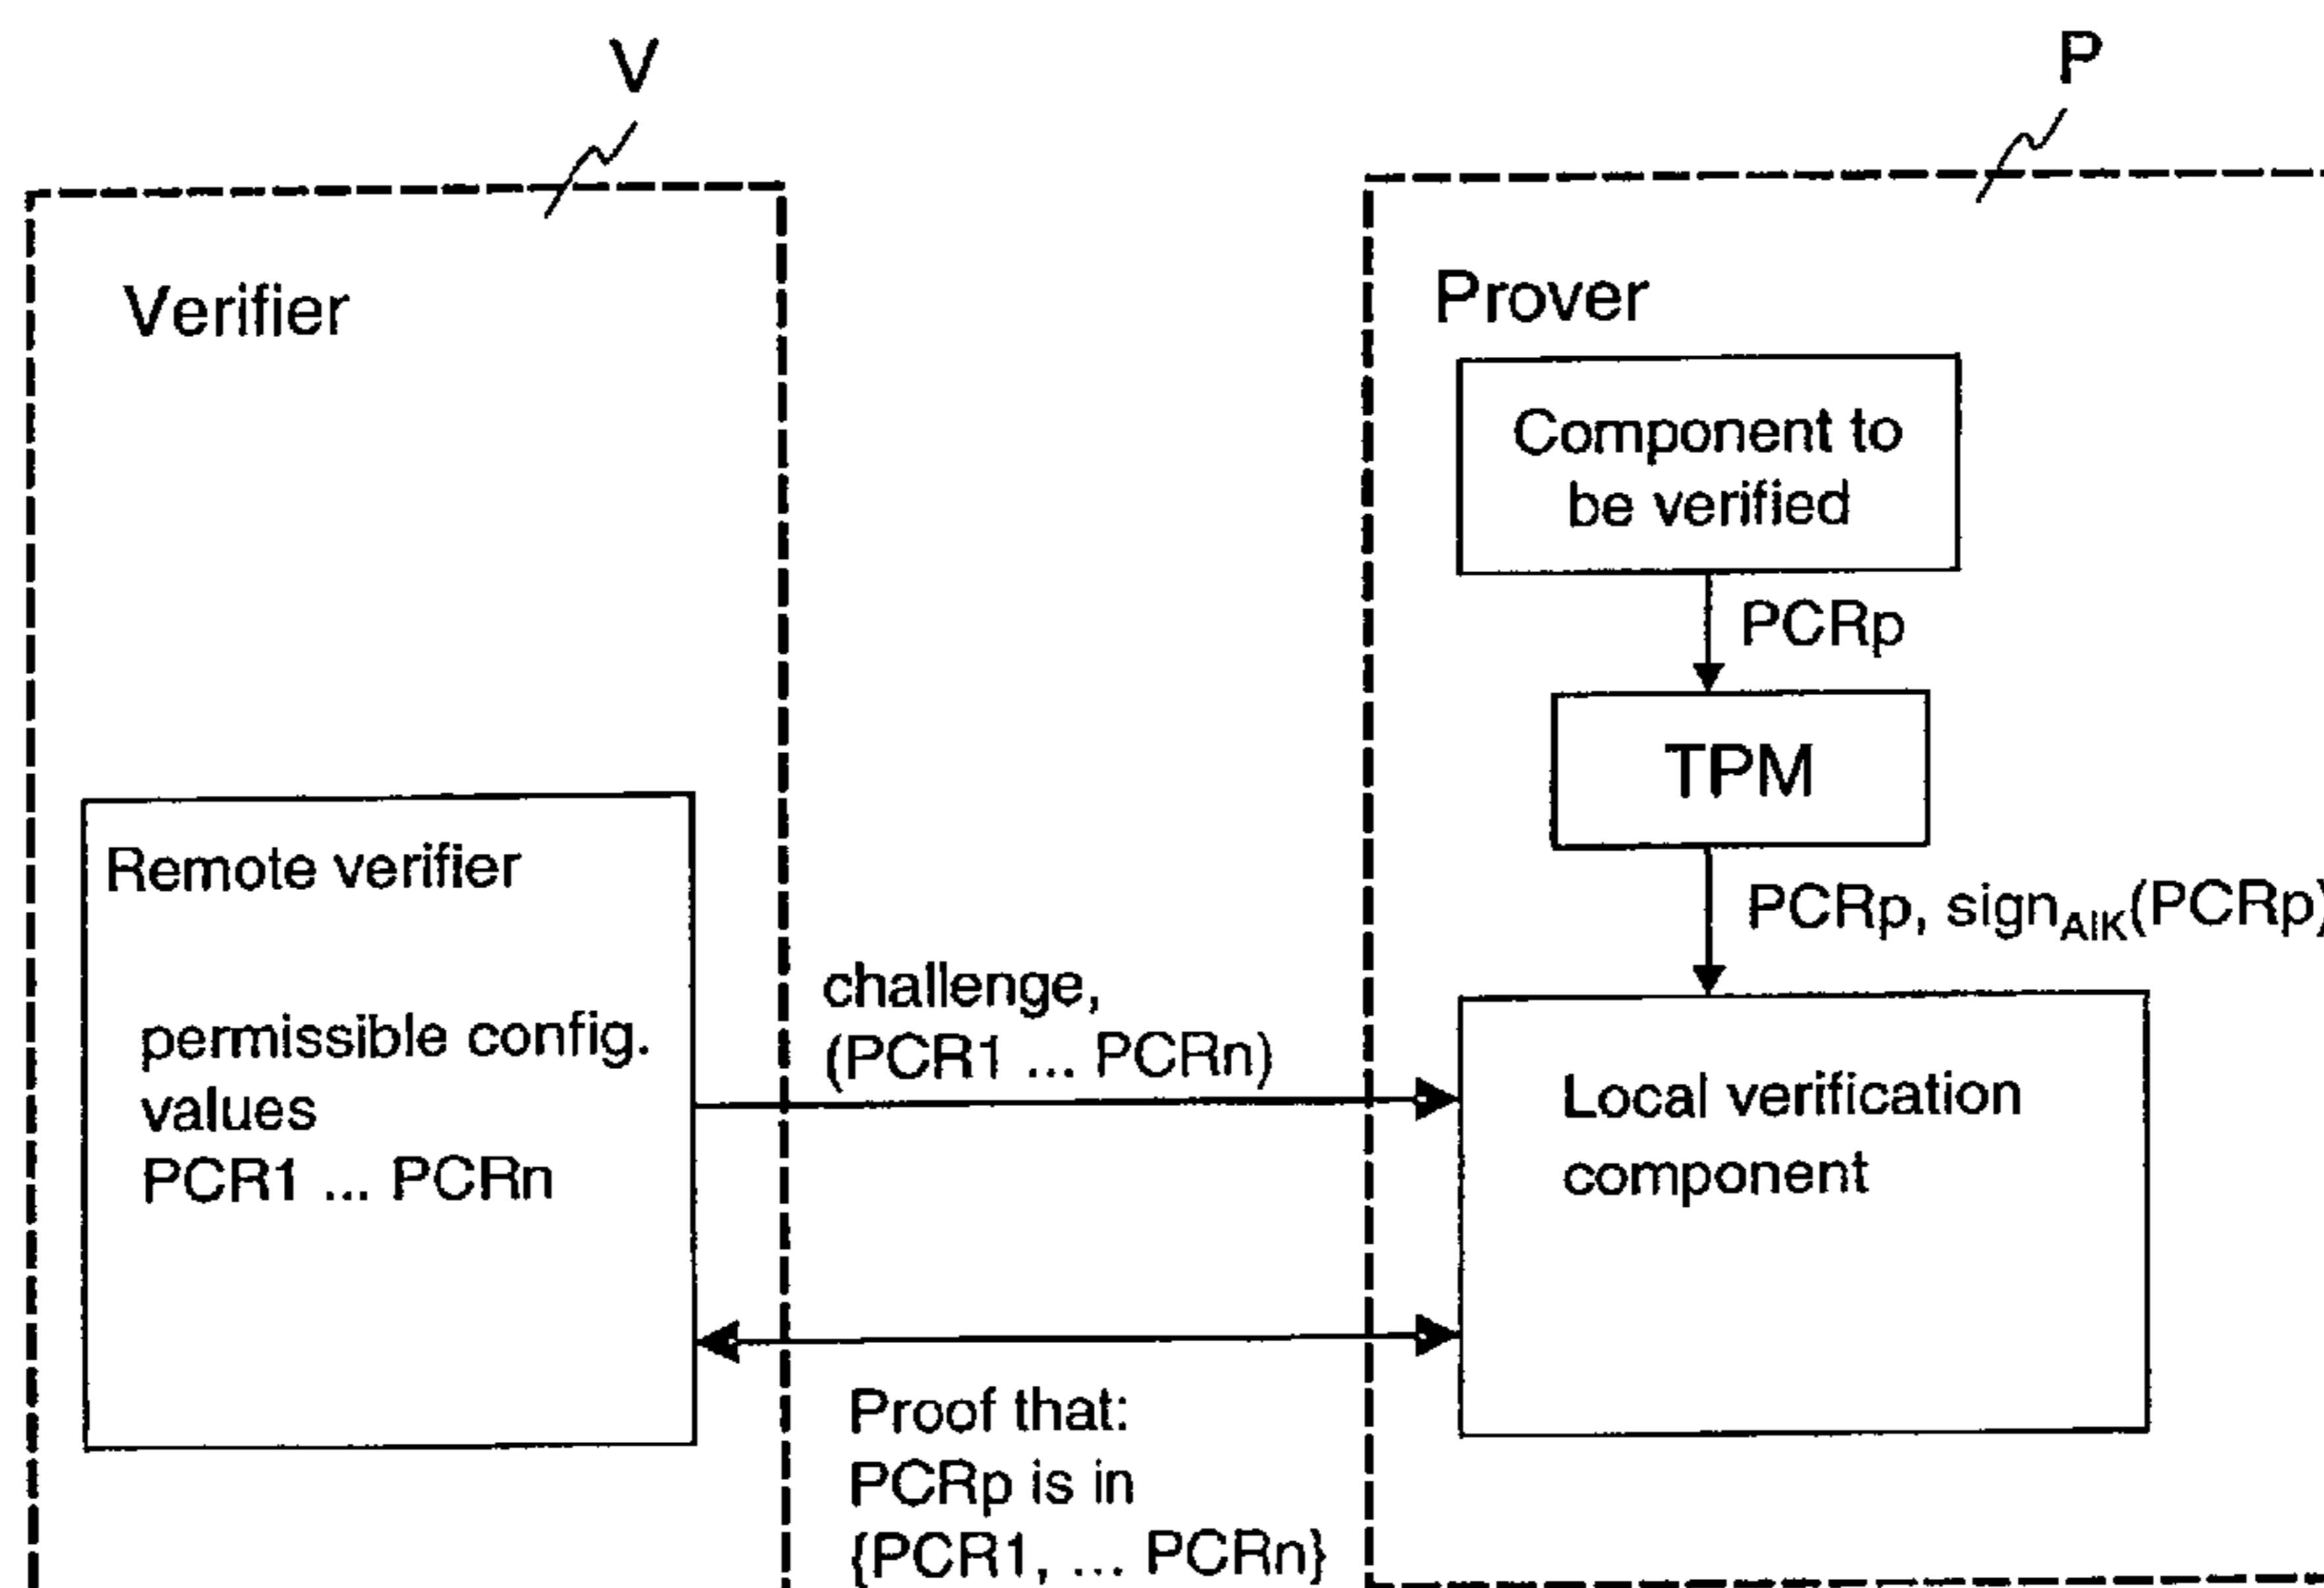 V
P
Verifier
Prover
Component to
be verified
PCRp
TPM
PCRp, sign_AIK(PCRp)
Remote verifier
permissible config.
values
PCR1 ... PCRn
challenge,
(PCR1 ... PCRn)
Local verification
component
Proof that:
PCRp is in
{PCR1, ... PCRn}